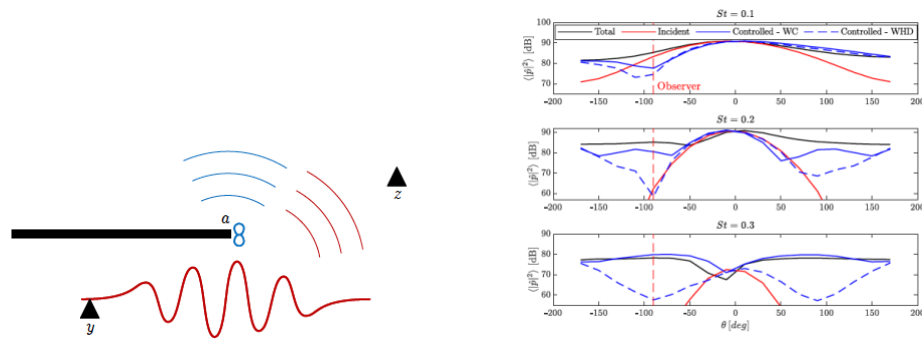 a
z
y
St = 0.1
Total Incident Controlled - WC Controlled - WHD
⟨|p̂|²⟩ [dB]
100
90
80
70
Observer
-200 -150 -100 -50 0 50 100 150 200
St = 0.2
⟨|p̂|²⟩ [dB]
90
80
70
60
-200 -150 -100 -50 0 50 100 150 200
St = 0.3
⟨|p̂|²⟩ [dB]
90
80
70
60
-200 -150 -100 -50 0 50 100 150 200
θ [deg]